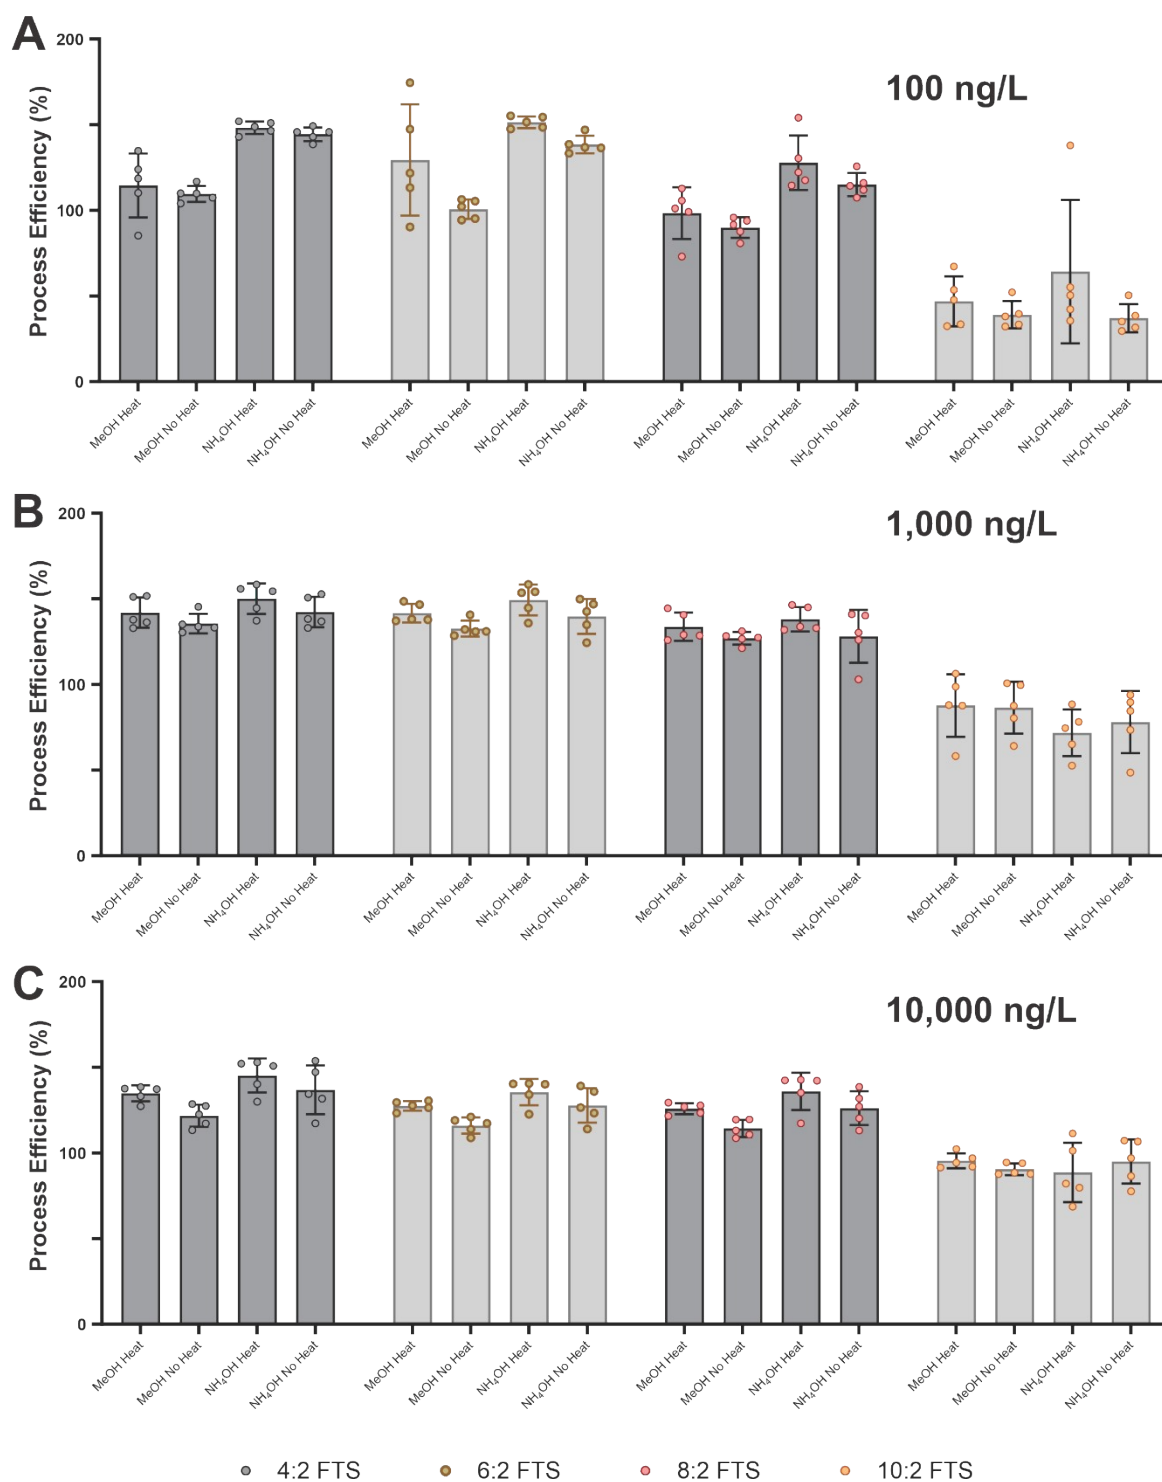 A
Process Efficiency (%)
200
100
0
100 ng/L
MeOH Heat
MeOH No Heat
NH₄OH Heat
NH₄OH No Heat
MeOH Heat
MeOH No Heat
NH₄OH Heat
NH₄OH No Heat
MeOH Heat
MeOH No Heat
NH₄OH Heat
NH₄OH No Heat
MeOH Heat
MeOH No Heat
NH₄OH Heat
NH₄OH No Heat
B
Process Efficiency (%)
200
100
0
1,000 ng/L
MeOH Heat
MeOH No Heat
NH₄OH Heat
NH₄OH No Heat
MeOH Heat
MeOH No Heat
NH₄OH Heat
NH₄OH No Heat
MeOH Heat
MeOH No Heat
NH₄OH Heat
NH₄OH No Heat
MeOH Heat
MeOH No Heat
NH₄OH Heat
NH₄OH No Heat
C
Process Efficiency (%)
200
100
0
10,000 ng/L
MeOH Heat
MeOH No Heat
NH₄OH Heat
NH₄OH No Heat
MeOH Heat
MeOH No Heat
NH₄OH Heat
NH₄OH No Heat
MeOH Heat
MeOH No Heat
NH₄OH Heat
NH₄OH No Heat
MeOH Heat
MeOH No Heat
NH₄OH Heat
NH₄OH No Heat
4:2 FTS
6:2 FTS
8:2 FTS
10:2 FTS